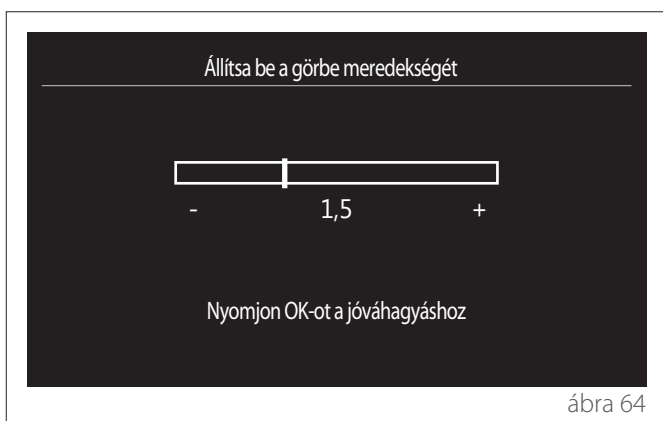 Állítsa be a görbe meredekségét
- 1,5 +
Nyomjon OK-ot a jóváhagyáshoz
ábra 64